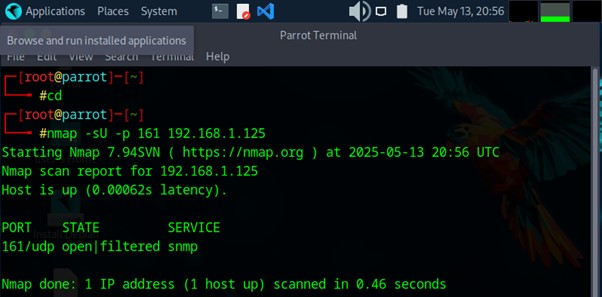 Applications Places System Tue May 13, 20:56
Browse and run installed applications
Parrot Terminal
File Edit View Search Terminal Help
┌─[root@parrot]─[~]
└──╼ #cd
┌─[root@parrot]─[~]
└──╼ #nmap -sU -p 161 192.168.1.125
Starting Nmap 7.94SVN ( https://nmap.org ) at 2025-05-13 20:56 UTC
Nmap scan report for 192.168.1.125
Host is up (0.00062s latency).
PORT STATE SERVICE
161/udp open|filtered snmp
Nmap done: 1 IP address (1 host up) scanned in 0.46 seconds